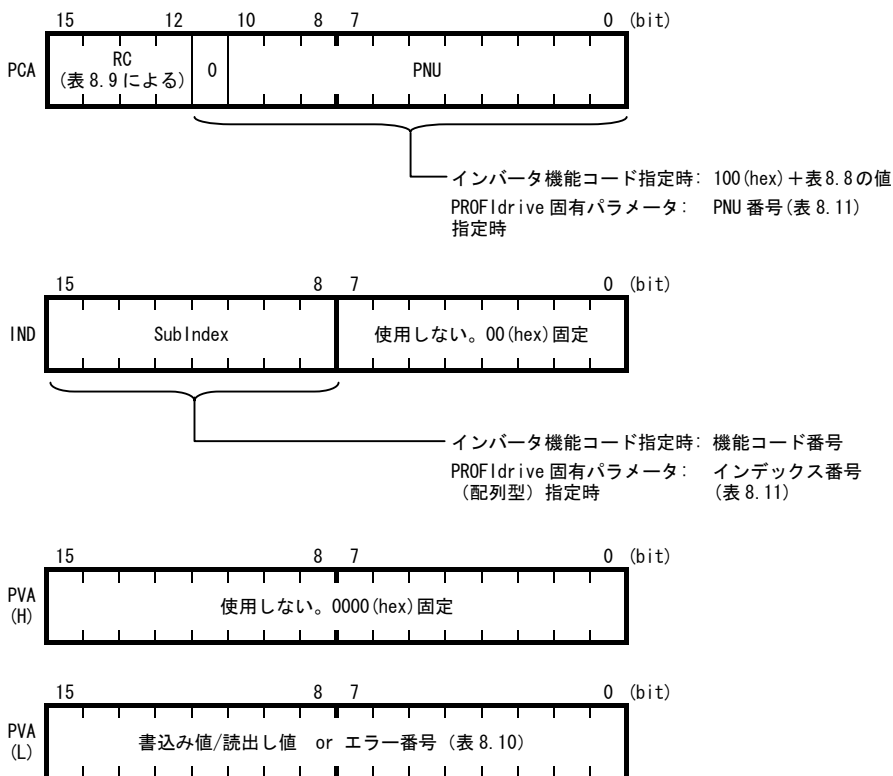 15 12 10 8 7 0 (bit)
PCA
RC
(表 8.9 による)
0
PNU
インバータ機能コード指定時: 100(hex)+表8.8の値
PROFIdrive 固有パラメータ: PNU 番号(表 8.11)
指定時
15 8 7 0 (bit)
IND
SubIndex
使用しない。00(hex)固定
インバータ機能コード指定時: 機能コード番号
PROFIdrive 固有パラメータ: インデックス番号
(配列型)指定時 (表 8.11)
15 8 7 0 (bit)
PVA
(H)
使用しない。0000(hex)固定
15 8 7 0 (bit)
PVA
(L)
書込み値/読出し値 or エラー番号(表 8.10)